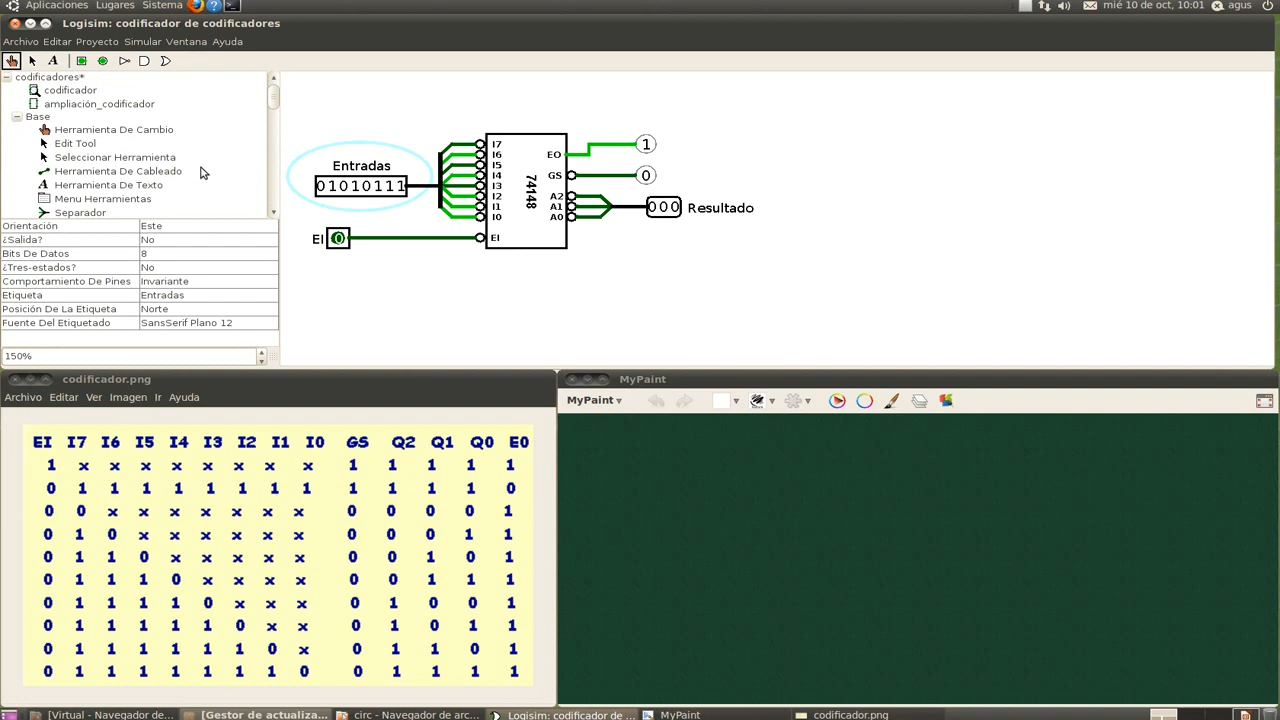 Aplicaciones Lugares Sistema mié 10 de oct, 10:01 agus
Logisim: codificador de codificadores
Archivo Editar Proyecto Simular Ventana Ayuda
codificadores*
codificador
ampliación_codificador
Base
Herramienta De Cambio
Edit Tool
Seleccionar Herramienta
Herramienta De Cableado
Herramienta De Texto
Menu Herramientas
Separador
Orientación Este
¿Salida? No
Bits De Datos 8
¿Tres-estados? No
Comportamiento De Pines Invariante
Etiqueta Entradas
Posición De La Etiqueta Norte
Fuente Del Etiquetado SansSerif Plano 12
150%
Entradas
01010111
EI 0
I7
I6
I5
I4
I3
I2
I1
I0
EI
74148
EO 1
GS 0
A2
A1
A0
000 Resultado
codificador.png
Archivo Editar Ver Imagen Ir Ayuda
EI I7 I6 I5 I4 I3 I2 I1 I0 GS Q2 Q1 Q0 E0
1 x x x x x x x x 1 1 1 1 1
0 1 1 1 1 1 1 1 1 1 1 1 1 0
0 0 x x x x x x x 0 0 0 0 1
0 1 0 x x x x x x 0 0 0 1 1
0 1 1 0 x x x x x 0 0 1 0 1
0 1 1 1 0 x x x x 0 0 1 1 1
0 1 1 1 1 0 x x x 0 1 0 0 1
0 1 1 1 1 1 0 x x 0 1 0 1 1
0 1 1 1 1 1 1 0 x 0 1 1 0 1
0 1 1 1 1 1 1 1 0 0 1 1 1 1
MyPaint
MyPaint
[Virtual - Navegador de... [Gestor de actualiza... circ - Navegador de arc... Logisim: codificador de ... MyPaint codificador.png